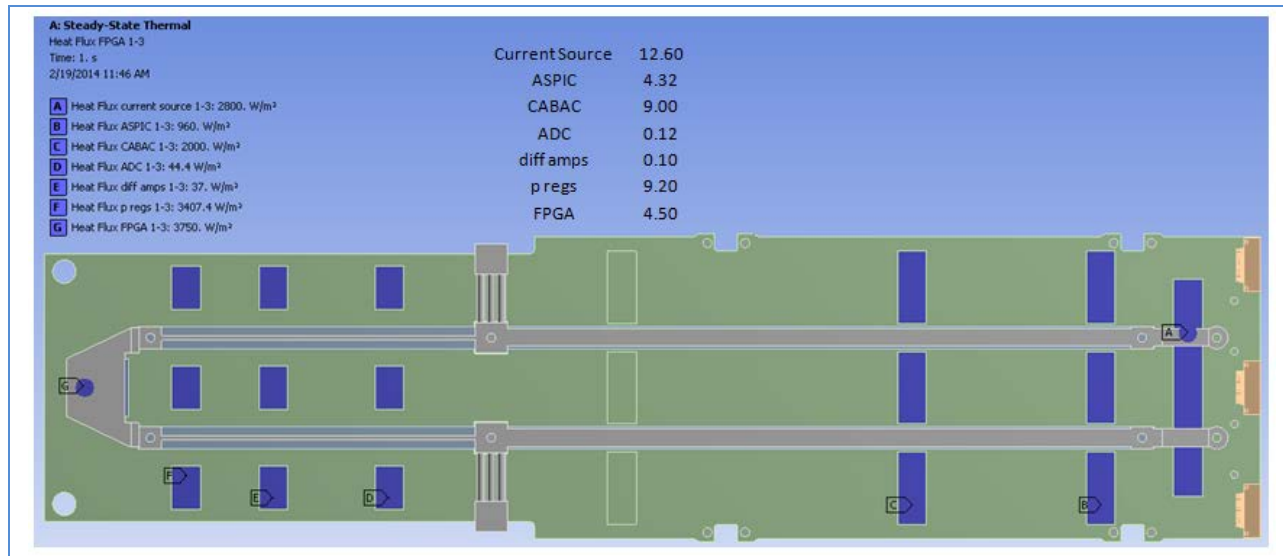 A: Steady-State Thermal
Heat Flux FPGA 1-3
Time: 1. s
2/19/2014 11:46 AM
A Heat Flux current source 1-3: 2800. W/m²
B Heat Flux ASPIC 1-3: 960. W/m²
C Heat Flux CABAC 1-3: 2000. W/m²
D Heat Flux ADC 1-3: 44.4 W/m²
E Heat Flux diff amps 1-3: 37. W/m²
F Heat Flux p regs 1-3: 3407.4 W/m²
G Heat Flux FPGA 1-3: 3750. W/m²
Current Source 12.60
ASPIC 4.32
CABAC 9.00
ADC 0.12
diff amps 0.10
p regs 9.20
FPGA 4.50
A
G
F
E
D
C
B